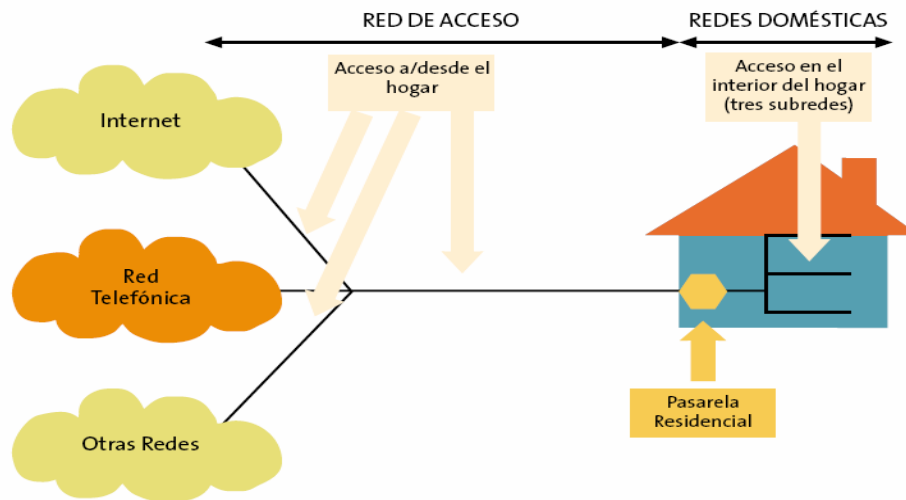 RED DE ACCESO
REDES DOMÉSTICAS
Acceso a/desde el
hogar
Acceso en el
interior del hogar
(tres subredes)
Internet
Red
Telefónica
Otras Redes
Pasarela
Residencial